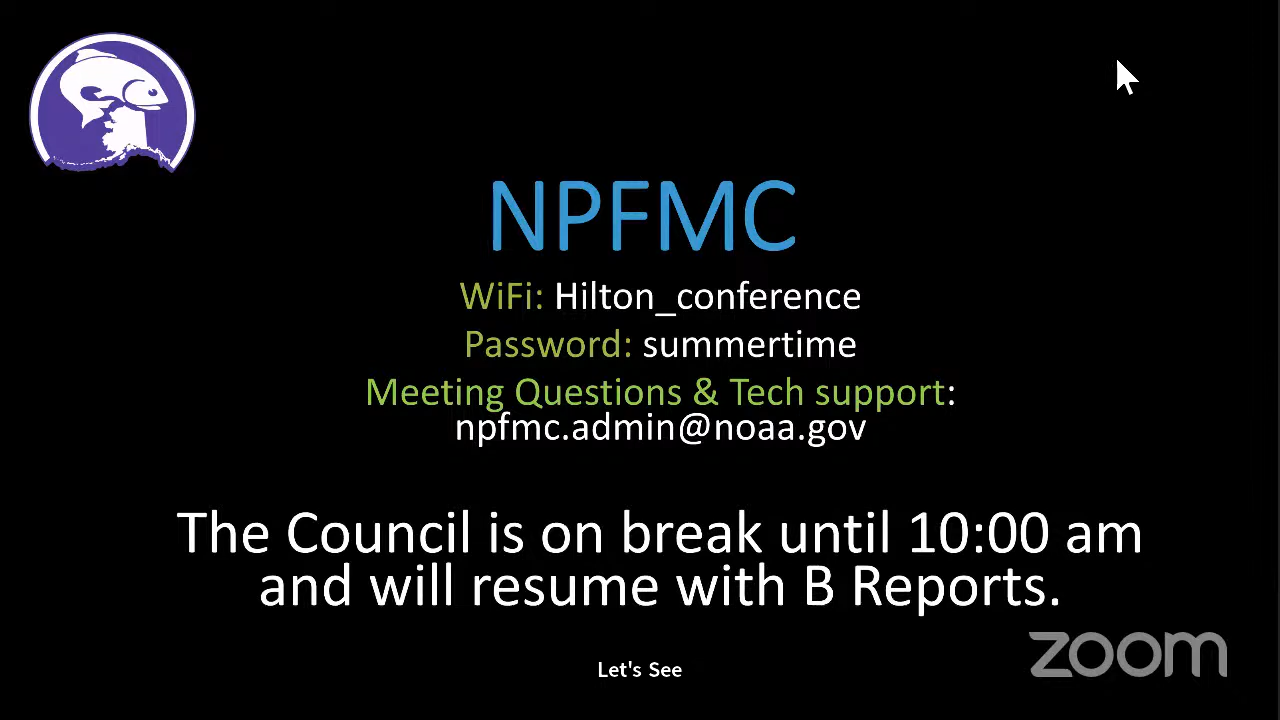 NPFMC
WiFi: Hilton_conference
Password: summertime
Meeting Questions & Tech support:
npfmc.admin@noaa.gov
The Council is on break until 10:00 am
and will resume with B Reports.
zoom
Let's See